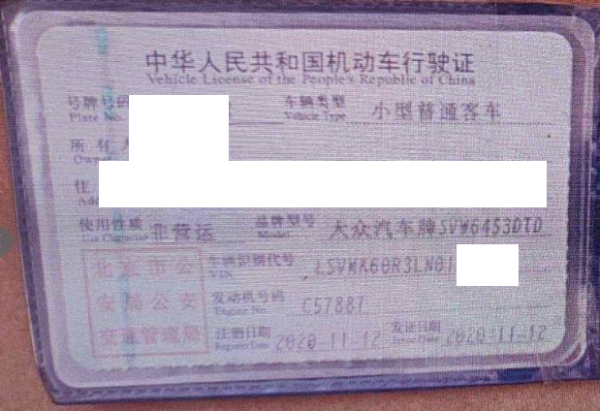 中华人民共和国机动车行驶证
Vehicle License of the People's Republic of China
号牌号码 车辆类型 小型普通客车
Plate No. Vehicle Type
所有人
Owner
住
Add
使用性质 非营运 品牌型号 大众汽车牌SVW6453DTD
Use Character Model
车辆识别代号 LSVWK60R3LN01
VIN
发动机号码 C57887
Engine No.
注册日期 2020-11-12 发证日期 2020-11-12
Register Date Issue Date
北京市公
安局公安
交通管理局